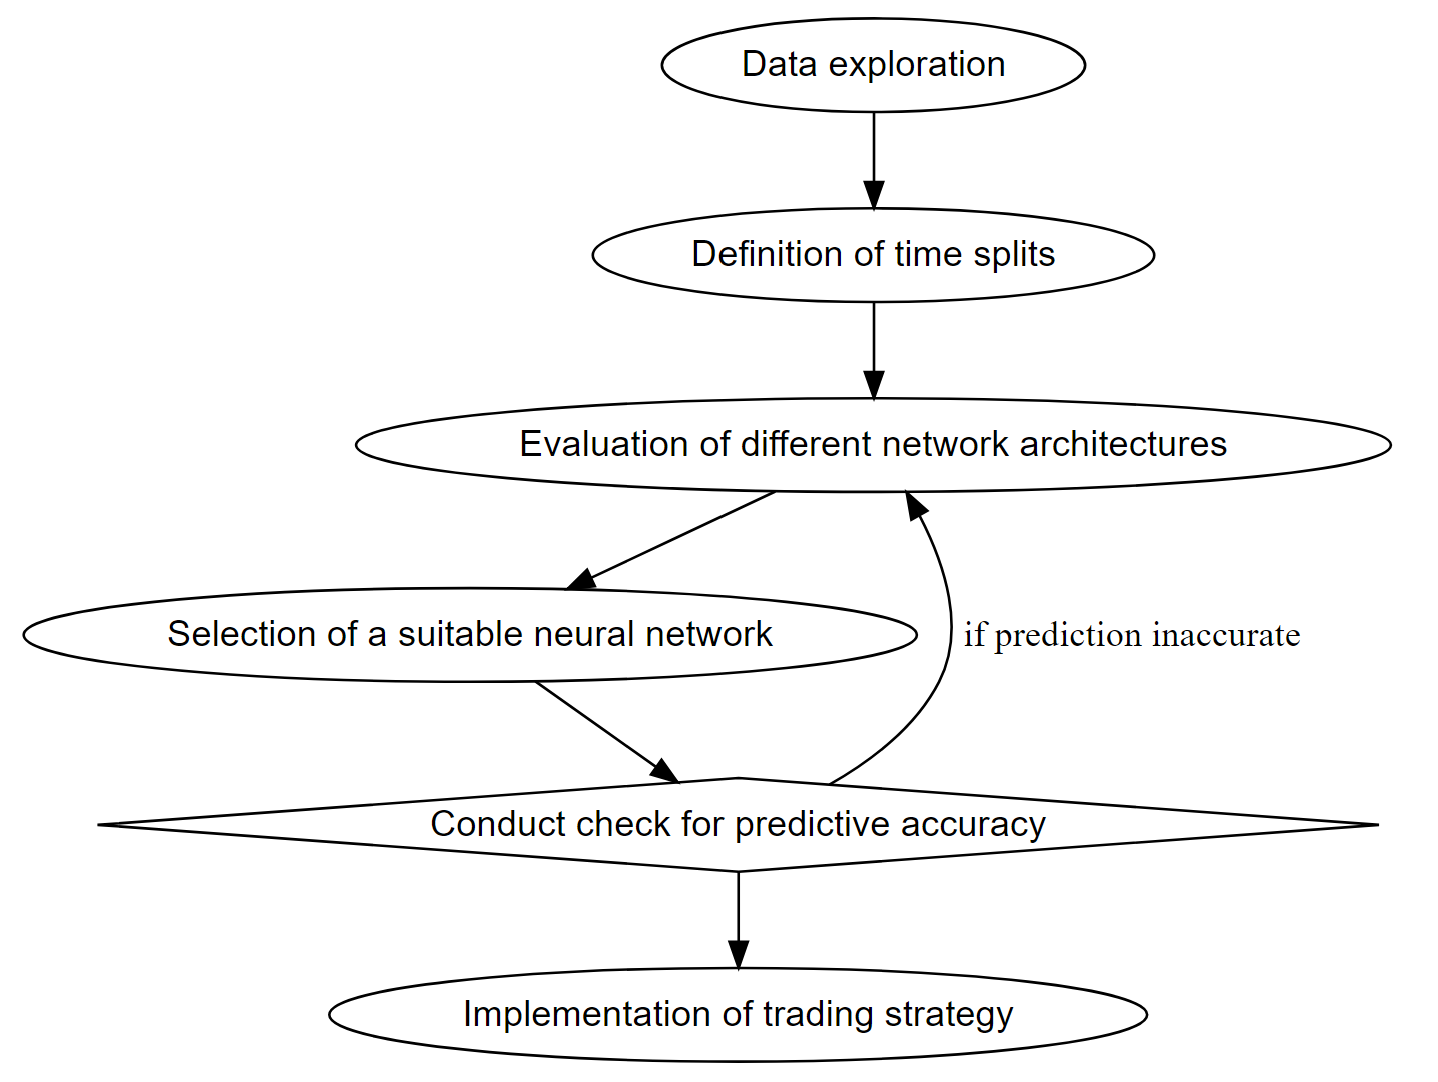 Data exploration
Definition of time splits
Evaluation of different network architectures
Selection of a suitable neural network
if prediction inaccurate
Conduct check for predictive accuracy
Implementation of trading strategy